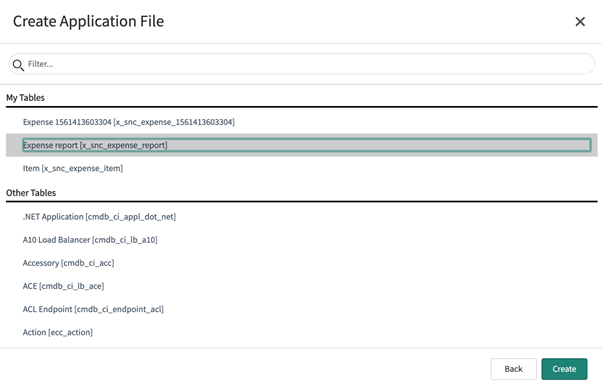 Create Application File
Filter...
My Tables
Expense 1561413603304 [x_snc_expense_1561413603304]
Expense report [x_snc_expense_report]
Item [x_snc_expense_item]
Other Tables
.NET Application [cmdb_ci_appl_dot_net]
A10 Load Balancer [cmdb_ci_lb_a10]
Accessory [cmdb_ci_acc]
ACE [cmdb_ci_lb_ace]
ACL Endpoint [cmdb_ci_endpoint_acl]
Action [ecc_action]
Back
Create